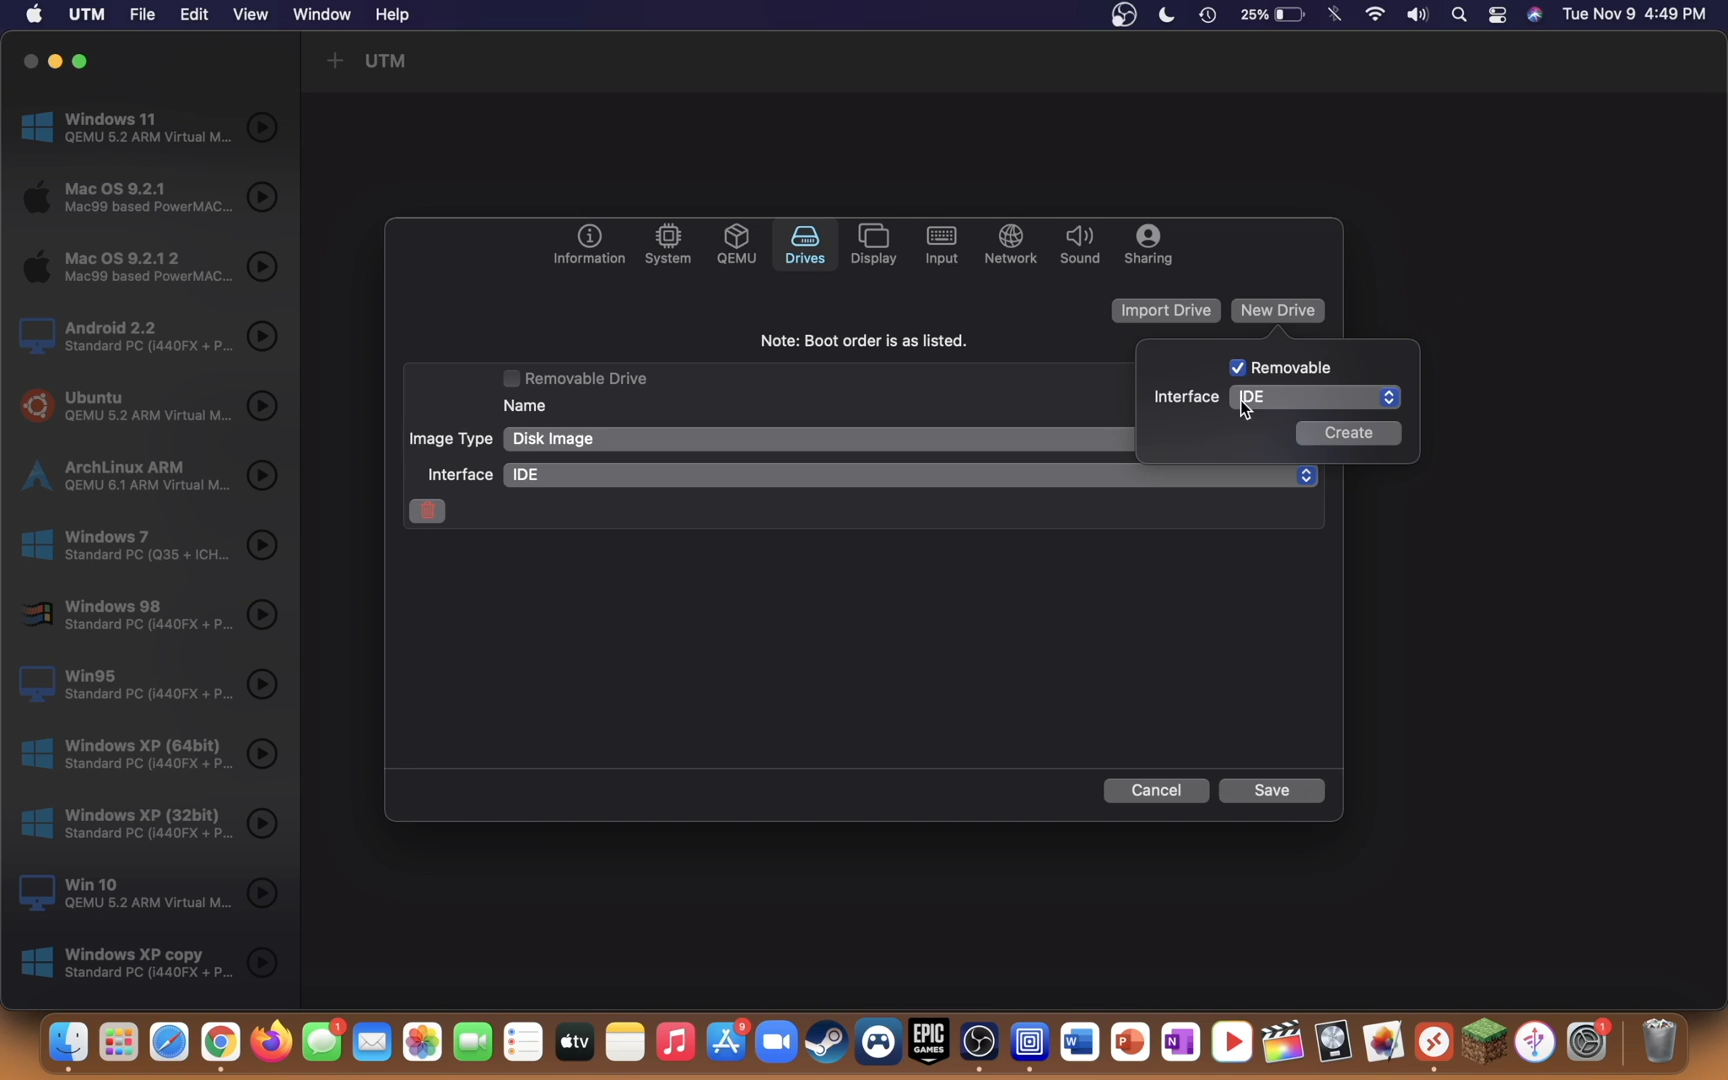 UTM File Edit View Window Help 25% Tue Nov 9 4:49 PM
UTM
Windows 11
QEMU 5.2 ARM Virtual M...
Mac OS 9.2.1
Mac99 based PowerMAC...
Mac OS 9.2.1 2
Mac99 based PowerMAC...
Android 2.2
Standard PC (i440FX + P...
Ubuntu
QEMU 5.2 ARM Virtual M...
ArchLinux ARM
QEMU 6.1 ARM Virtual M...
Windows 7
Standard PC (Q35 + ICH...
Windows 98
Standard PC (i440FX + P...
Win95
Standard PC (i440FX + P...
Windows XP (64bit)
Standard PC (i440FX + P...
Windows XP (32bit)
Standard PC (i440FX + P...
Win 10
QEMU 5.2 ARM Virtual M...
Windows XP copy
Standard PC (i440FX + P...
Information System QEMU Drives Display Input Network Sound Sharing
Import Drive New Drive
Note: Boot order is as listed.
Removable Drive
Name
Image Type Disk Image
Interface IDE
Removable
Interface IDE
Create
Cancel Save
1
tv
9
EPIC
GAMES
W
P
N
1